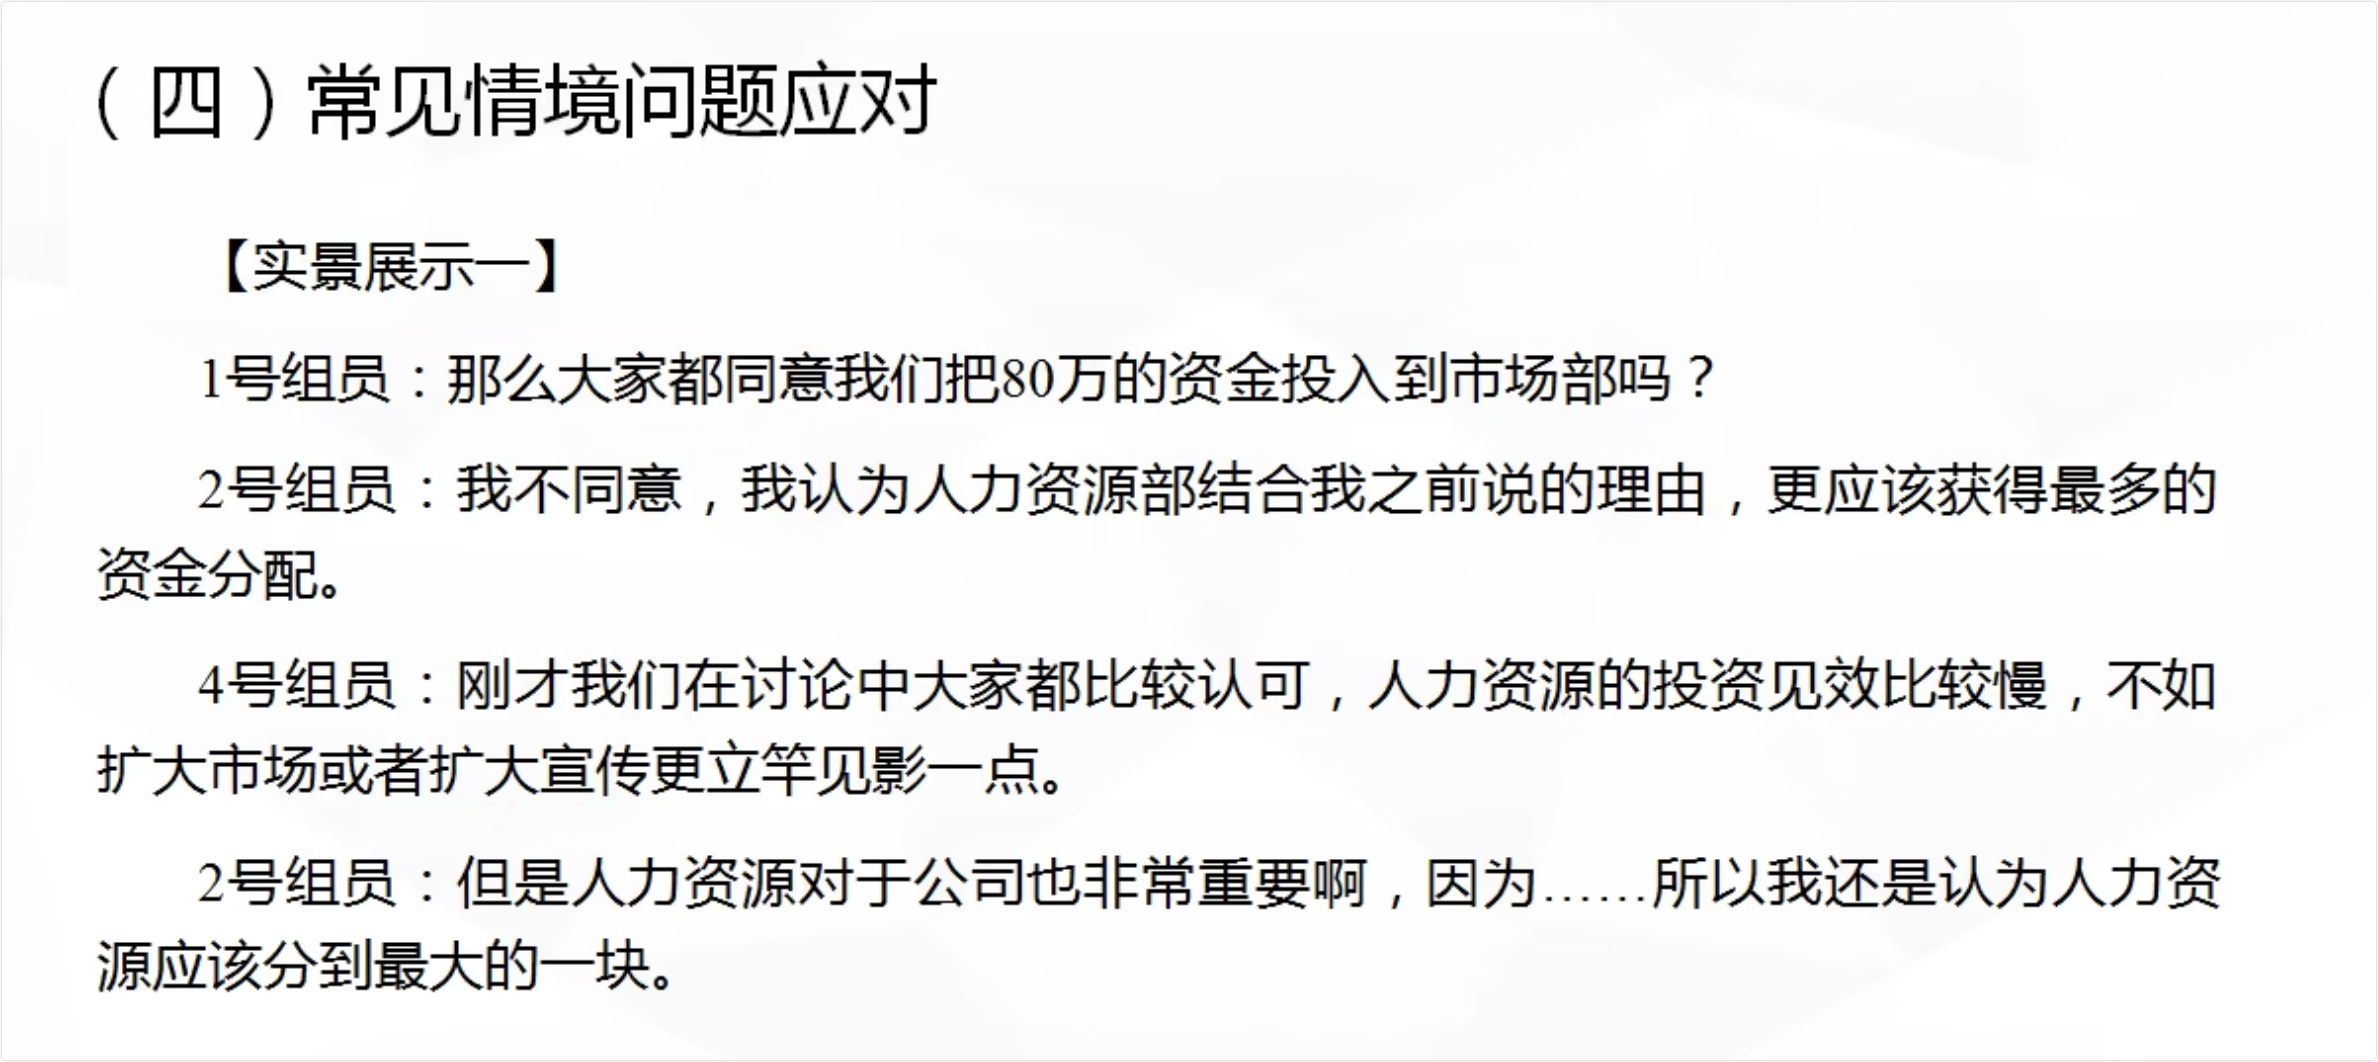 （四）常见情境问题应对
【实景展示一】
1号组员：那么大家都同意我们把80万的资金投入到市场部吗？
2号组员：我不同意，我认为人力资源部结合我之前说的理由，更应该获得最多的
资金分配。
4号组员：刚才我们在讨论中大家都比较认可，人力资源的投资见效比较慢，不如
扩大市场或者扩大宣传更立竿见影一点。
2号组员：但是人力资源对于公司也非常重要啊，因为……所以我还是认为人力资
源应该分到最大的一块。